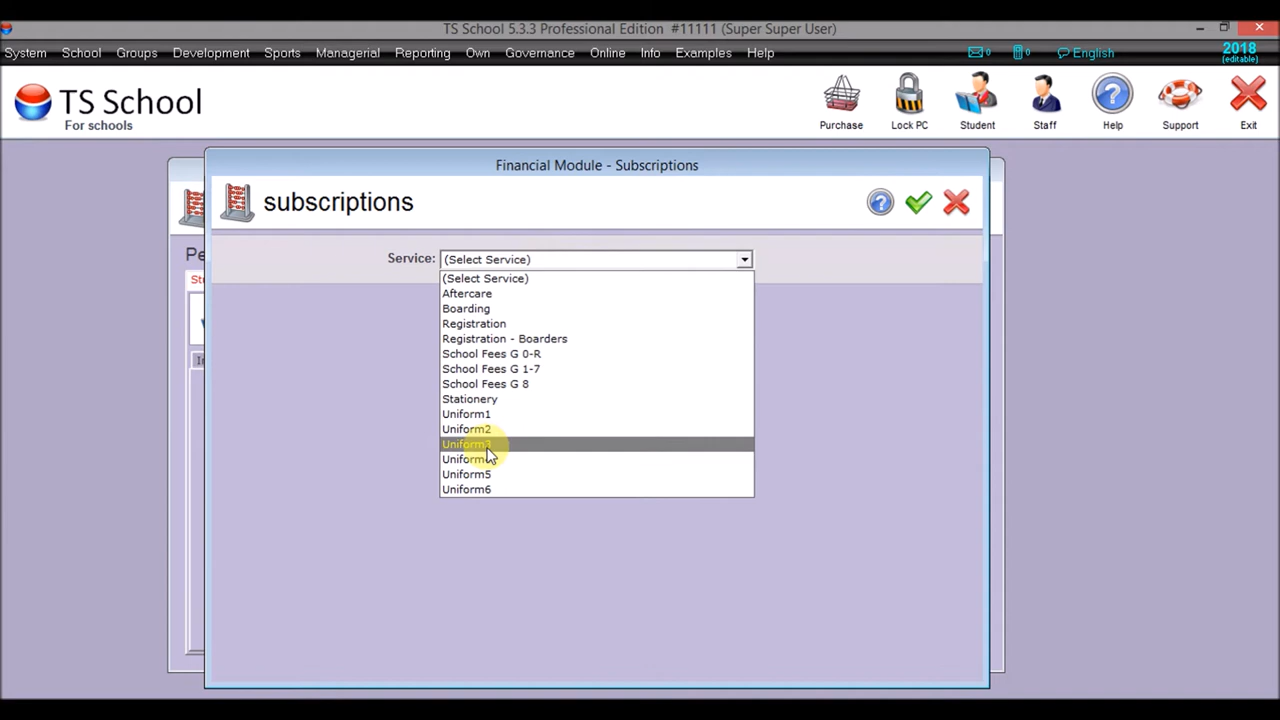 TS School 5.3.3 Professional Edition #11111 (Super Super User)
System School Groups Development Sports Managerial Reporting Own Governance Online Info Examples Help 0 0 English 2018
(editable)
TS School
For schools
Purchase Lock PC Student Staff Help Support Exit
Financial Module - Subscriptions
subscriptions
Pe
Service: (Select Service)
(Select Service)
Aftercare
Boarding
Registration
Registration - Boarders
School Fees G 0-R
School Fees G 1-7
School Fees G 8
Stationery
Uniform1
Uniform2
Uniform3
Uniform4
Uniform5
Uniform6